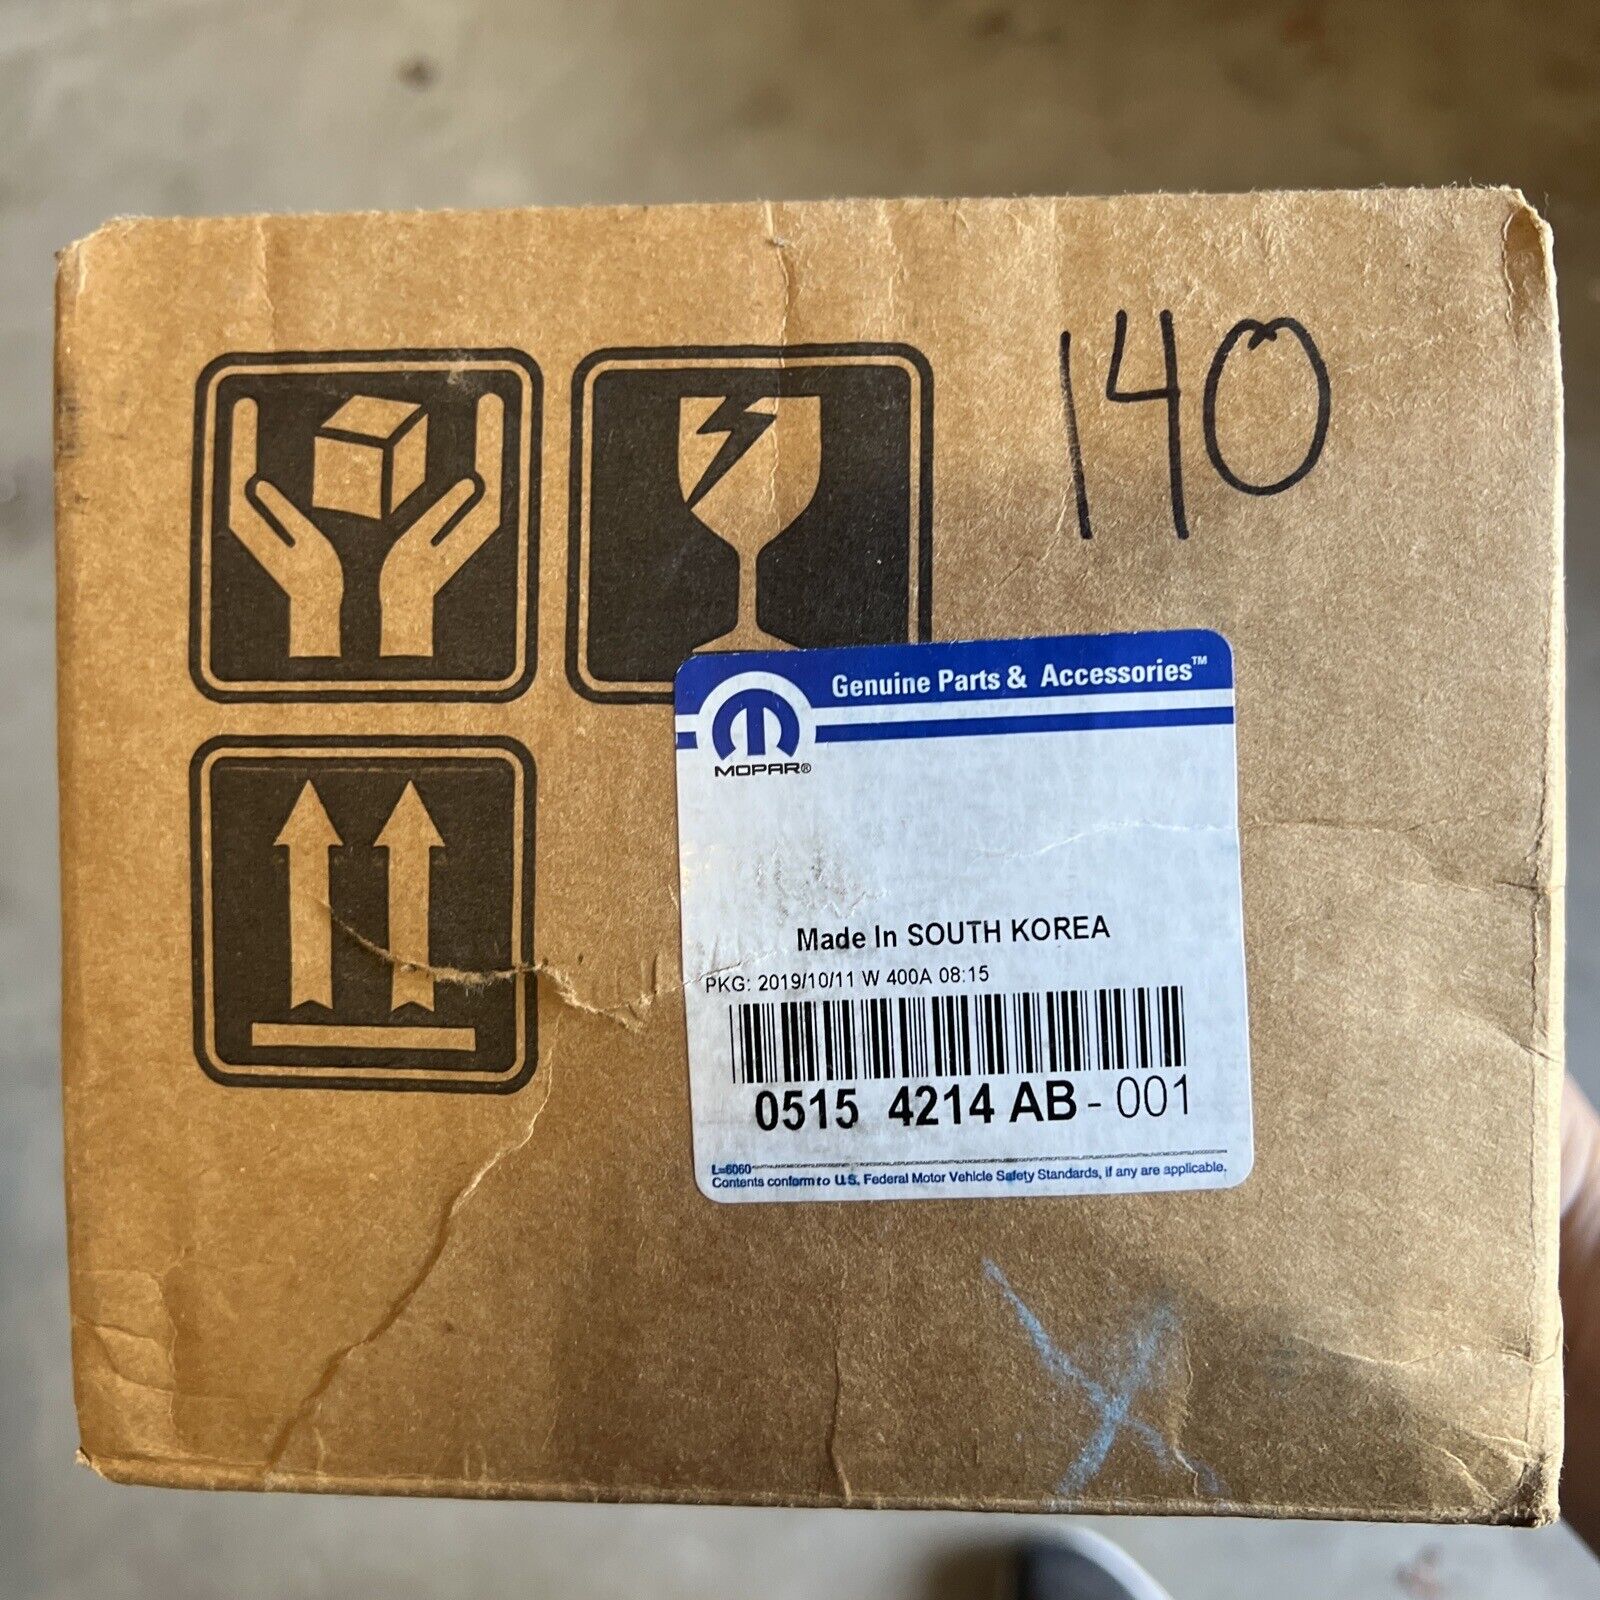 140
Genuine Parts & Accessories™
MOPAR®
Made In SOUTH KOREA
PKG: 2019/10/11 W 400A 08:15
0515 4214 AB - 001
L=6060
Contents conform to U.S. Federal Motor Vehicle Safety Standards, if any are applicable.